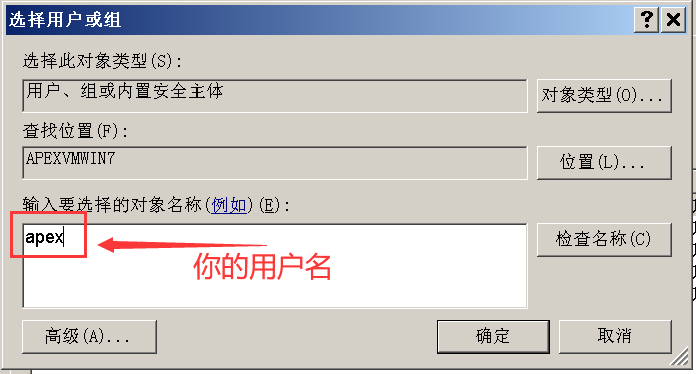 选择用户或组
选择此对象类型(S):
用户、组或内置安全主体
对象类型(O)...
查找位置(F):
APEXVMWIN7
位置(L)...
输入要选择的对象名称(例如)(E):
apex
检查名称(C)
你的用户名
高级(A)...
确定
取消